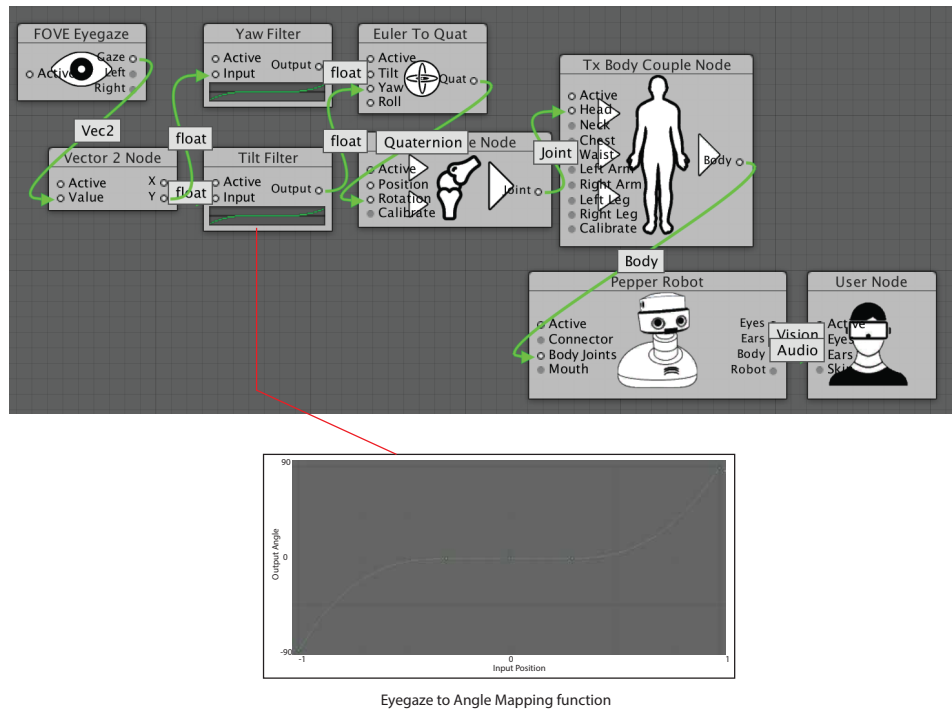 FOVE Eyegaze
Active
Gaze
Left
Right
Vec2
Vector 2 Node
Active
Value
X
Y
float
float
Yaw Filter
Active
Input
Output
float
Tilt Filter
Active
Input
Output
float
Euler To Quat
Active
Tilt
Yaw
Roll
Quat
Quaternion
e Node
Active
Position
Rotation
Calibrate
Joint
Joint
Tx Body Couple Node
Active
Head
Neck
Chest
Waist
Left Arm
Right Arm
Left Leg
Right Leg
Calibrate
Body
Body
Pepper Robot
Active
Connector
Body Joints
Mouth
Eyes
Ears
Body
Robot
Vision
Audio
User Node
Active
Eyes
Ears
Skin
90
0
-90
Output Angle
-1
0
1
Input Position
Eyegaze to Angle Mapping function